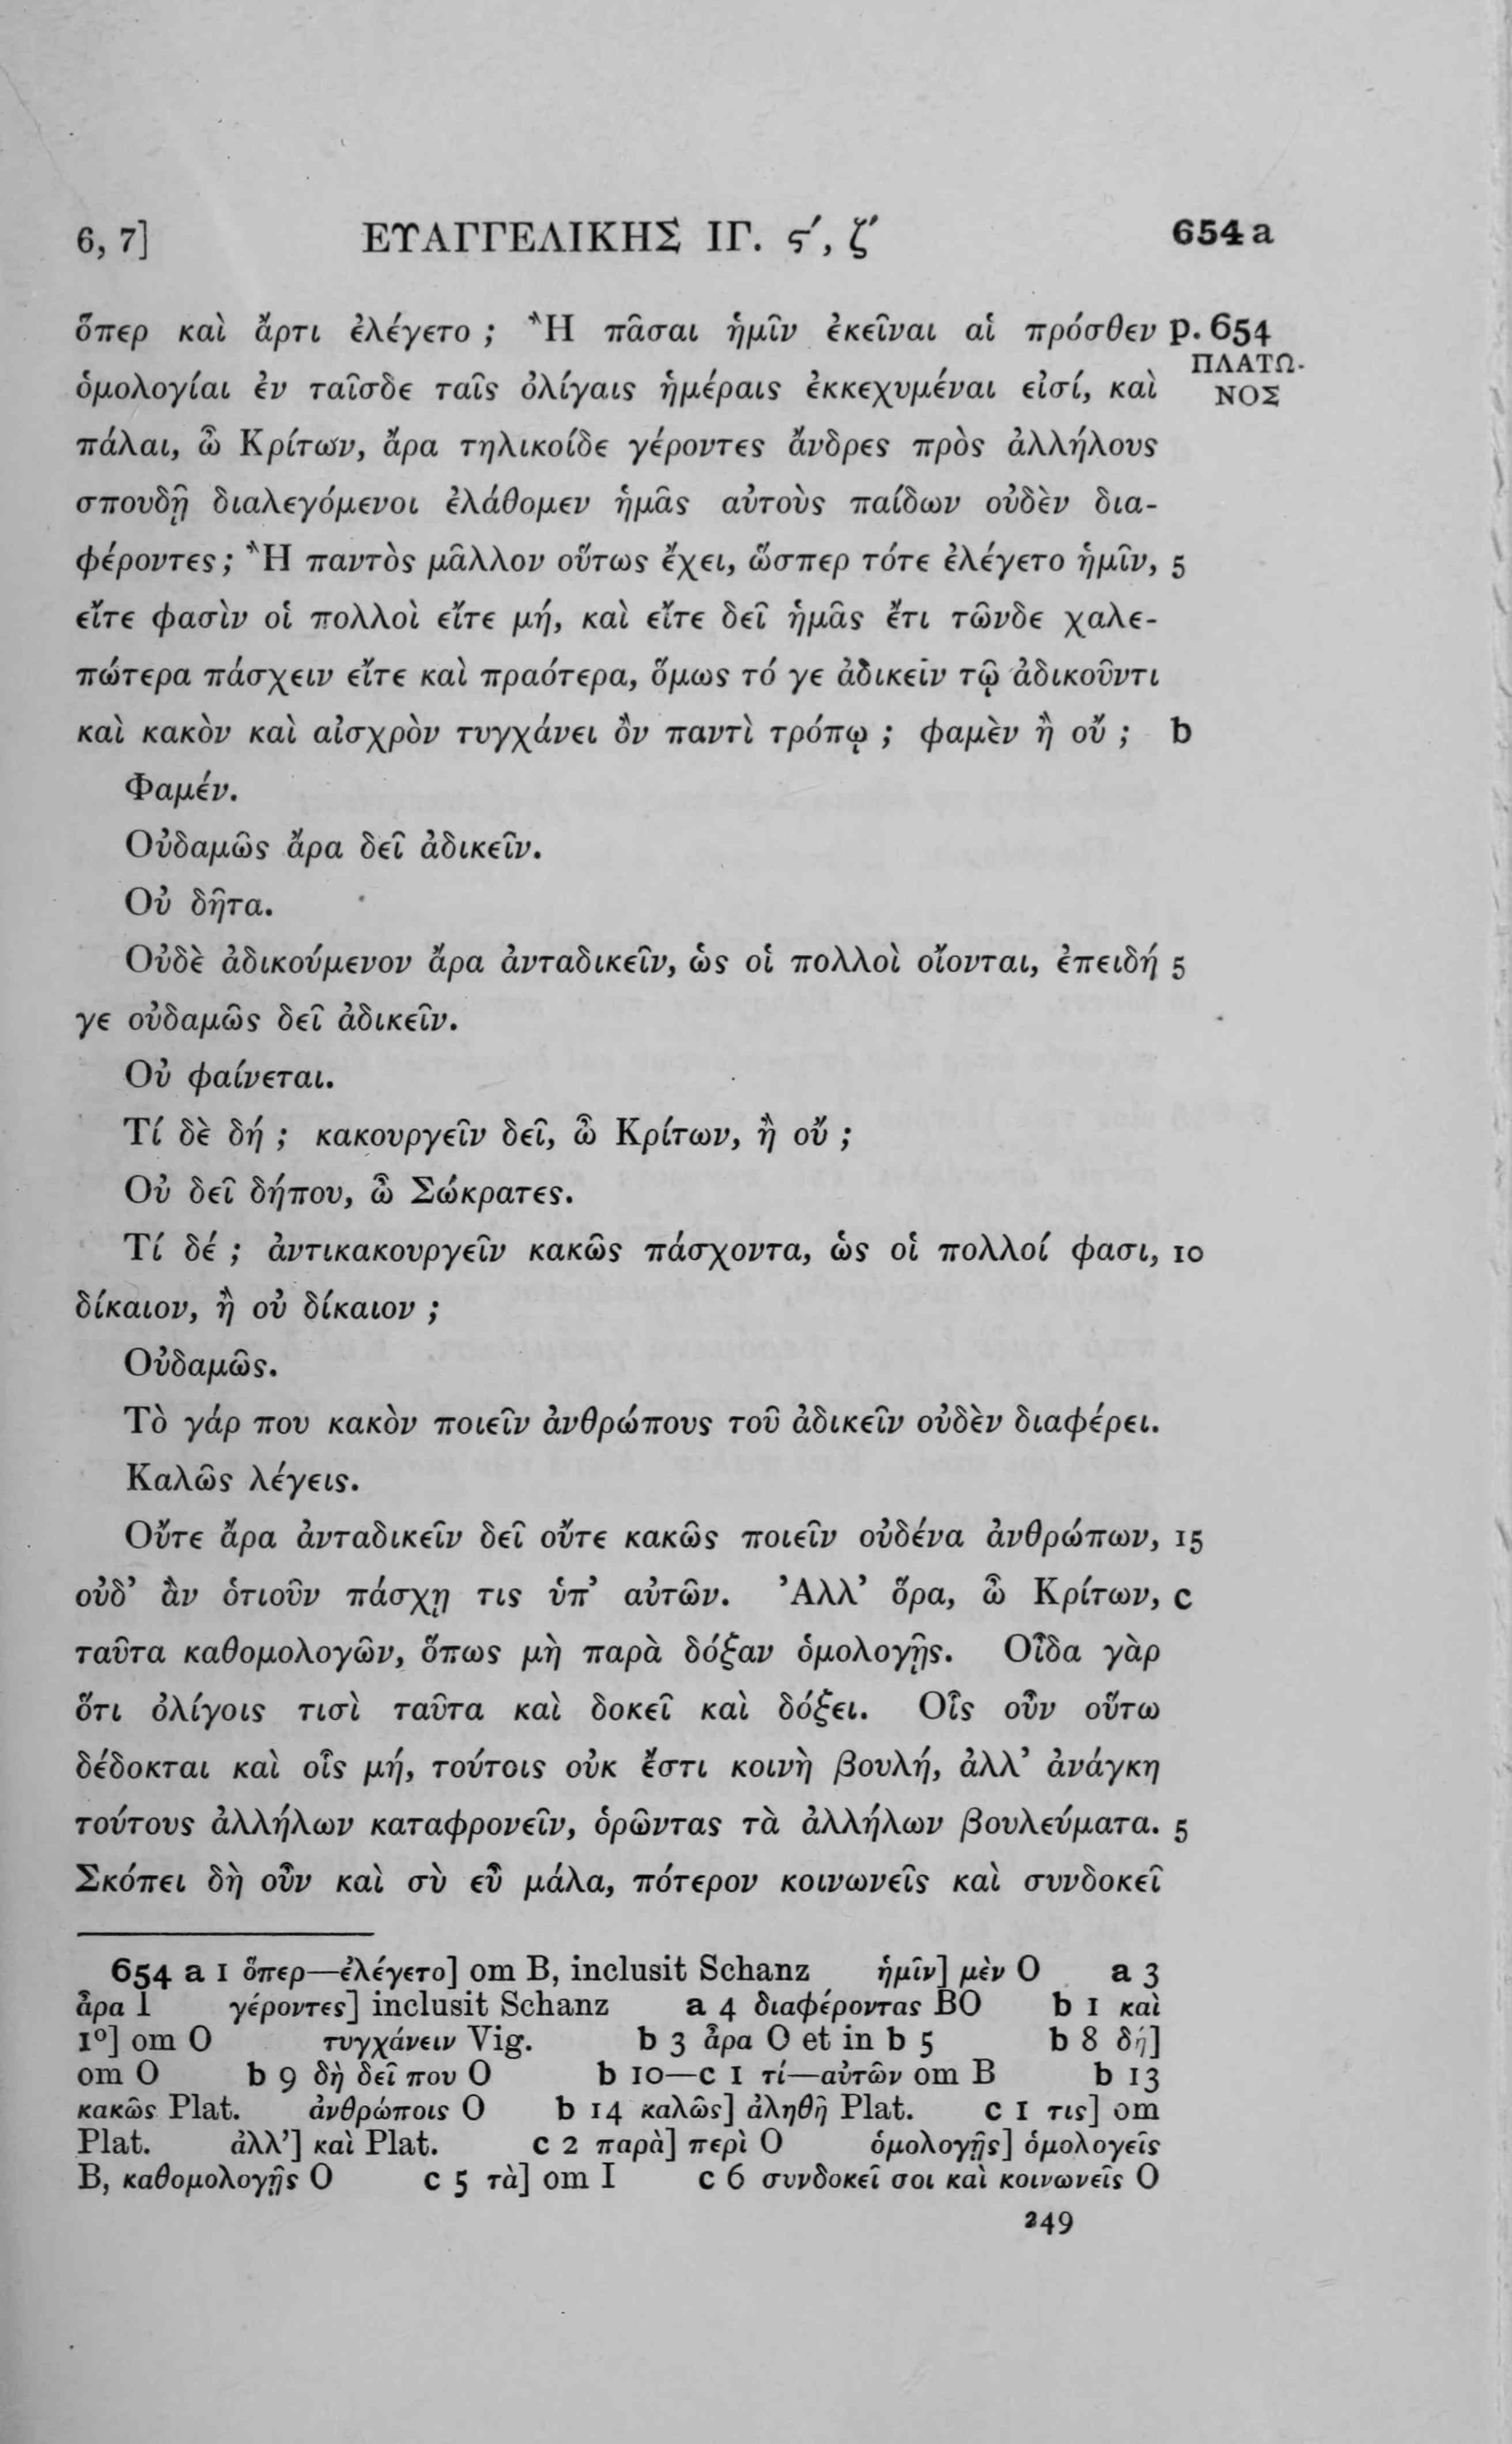 6, 7] ΕΥΑΓΓΕΛΙΚΗΣ ΙΓ. ϛʹ, ζʹ 654 a
ὅπερ καὶ ἄρτι ἐλέγετο ; Ἢ πᾶσαι ἡμῖν ἐκεῖναι αἱ πρόσθεν p. 654
ΠΛΑΤΩ-
ὁμολογίαι ἐν ταῖσδε ταῖς ὀλίγαις ἡμέραις ἐκκεχυμέναι εἰσί, καὶ ΝΟΣ
πάλαι, ὦ Κρίτων, ἄρα τηλικοίδε γέροντες ἄνδρες πρὸς ἀλλήλους
σπουδῇ διαλεγόμενοι ἐλάθομεν ἡμᾶς αὐτοὺς παίδων οὐδὲν δια-
φέροντες ; Ἢ παντὸς μᾶλλον οὕτως ἔχει, ὥσπερ τότε ἐλέγετο ἡμῖν, 5
εἴτε φασὶν οἱ πολλοὶ εἴτε μή, καὶ εἴτε δεῖ ἡμᾶς ἔτι τῶνδε χαλε-
πώτερα πάσχειν εἴτε καὶ πραότερα, ὅμως τό γε ἀδικεῖν τῷ ἀδικοῦντι
καὶ κακὸν καὶ αἰσχρὸν τυγχάνει ὂν παντὶ τρόπῳ ; φαμὲν ἢ οὔ ; b
Φαμέν.
Οὐδαμῶς ἄρα δεῖ ἀδικεῖν.
Οὐ δῆτα.
Οὐδὲ ἀδικούμενον ἄρα ἀνταδικεῖν, ὡς οἱ πολλοὶ οἴονται, ἐπειδή 5
γε οὐδαμῶς δεῖ ἀδικεῖν.
Οὐ φαίνεται.
Τί δὲ δή ; κακουργεῖν δεῖ, ὦ Κρίτων, ἢ οὔ ;
Οὐ δεῖ δήπου, ὦ Σώκρατες.
Τί δέ ; ἀντικακουργεῖν κακῶς πάσχοντα, ὡς οἱ πολλοί φασι, 10
δίκαιον, ἢ οὐ δίκαιον ;
Οὐδαμῶς.
Τὸ γάρ που κακὸν ποιεῖν ἀνθρώπους τοῦ ἀδικεῖν οὐδὲν διαφέρει.
Καλῶς λέγεις.
Οὔτε ἄρα ἀνταδικεῖν δεῖ οὔτε κακῶς ποιεῖν οὐδένα ἀνθρώπων, 15
οὐδ’ ἂν ὁτιοῦν πάσχῃ τις ὑπ’ αὐτῶν. Ἀλλ’ ὅρα, ὦ Κρίτων, c
ταῦτα καθομολογῶν, ὅπως μὴ παρὰ δόξαν ὁμολογῇς. Οἶδα γὰρ
ὅτι ὀλίγοις τισὶ ταῦτα καὶ δοκεῖ καὶ δόξει. Οἷς οὖν οὕτω
δέδοκται καὶ οἷς μή, τούτοις οὐκ ἔστι κοινὴ βουλή, ἀλλ’ ἀνάγκη
τούτους ἀλλήλων καταφρονεῖν, ὁρῶντας τὰ ἀλλήλων βουλεύματα. 5
Σκόπει δὴ οὖν καὶ σὺ εὖ μάλα, πότερον κοινωνεῖς καὶ συνδοκεῖ
654 a 1 ὅπερ—ἐλέγετο] om B, inclusit Schanz ἡμῖν] μὲν O a 3
ἆρα l γέροντες] inclusit Schanz a 4 διαφέροντας BO b 1 καὶ
1º] om O τυγχάνειν Vig. b 3 ἆρα O et in b 5 b 8 δή]
om O b 9 δὴ δεῖ που O b 10—c 1 τί—αὐτῶν om B b 13
κακῶς Plat. ἀνθρώποις O b 14 καλῶς] ἀληθῆ Plat. c 1 τις] om
Plat. ἀλλ’] καὶ Plat. c 2 παρὰ] περὶ O ὁμολογῇς] ὁμολογεῖς
B, καθομολογῇς O c 5 τὰ] om I c 6 συνδοκεῖ σοι καὶ κοινωνεῖς O
249